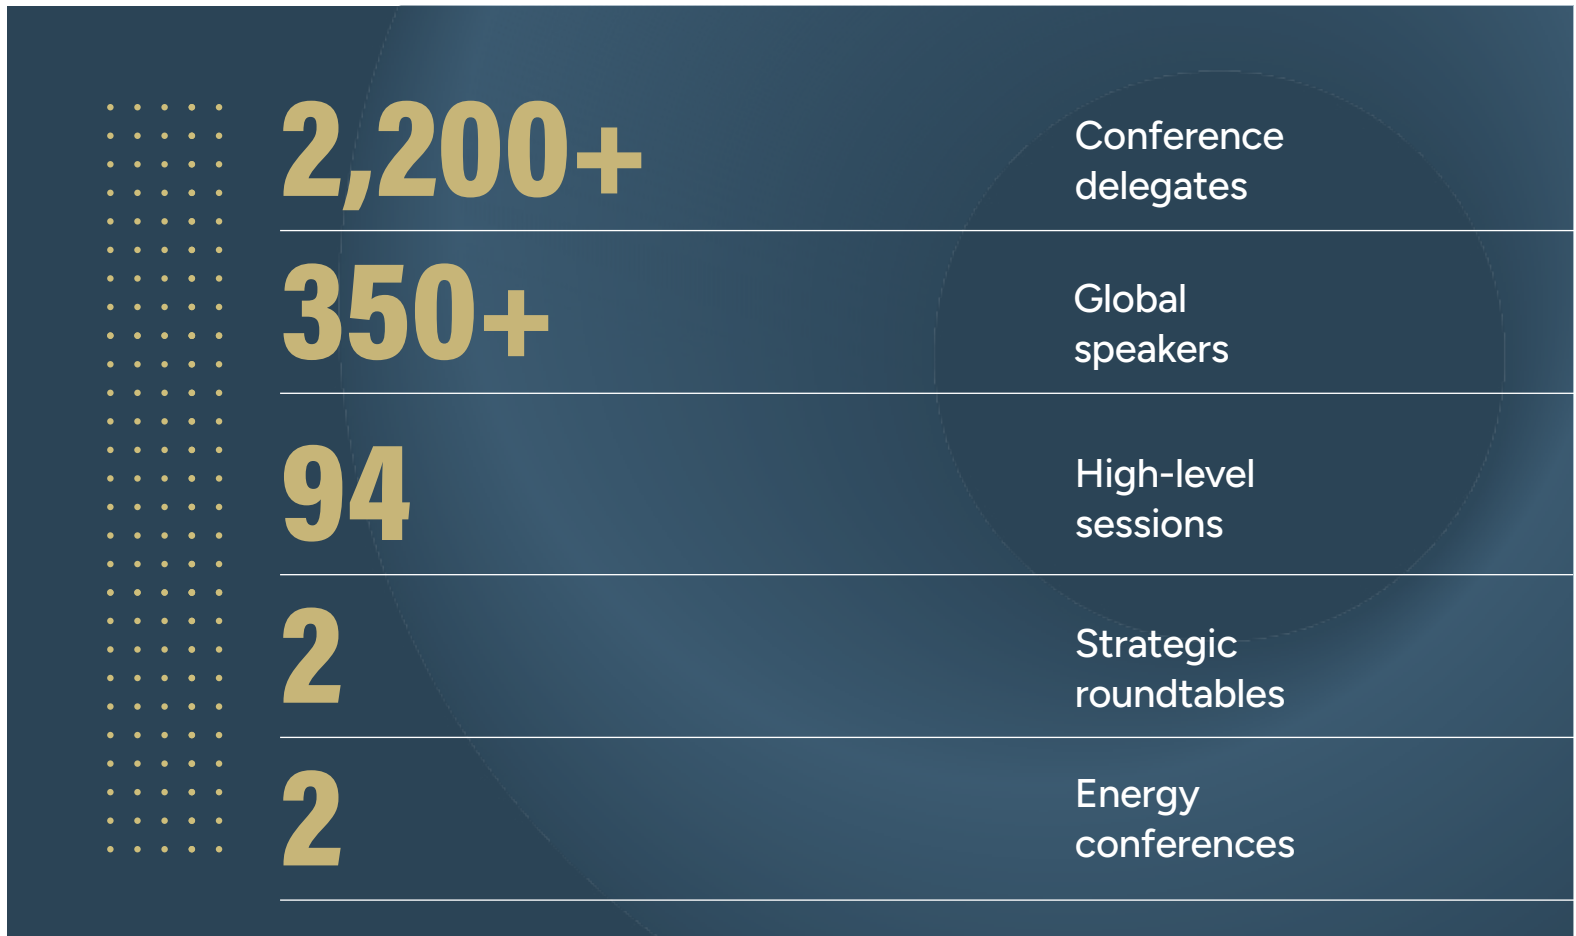 2,200+
Conference
delegates
350+
Global
speakers
94
High-level
sessions
2
Strategic
roundtables
2
Energy
conferences